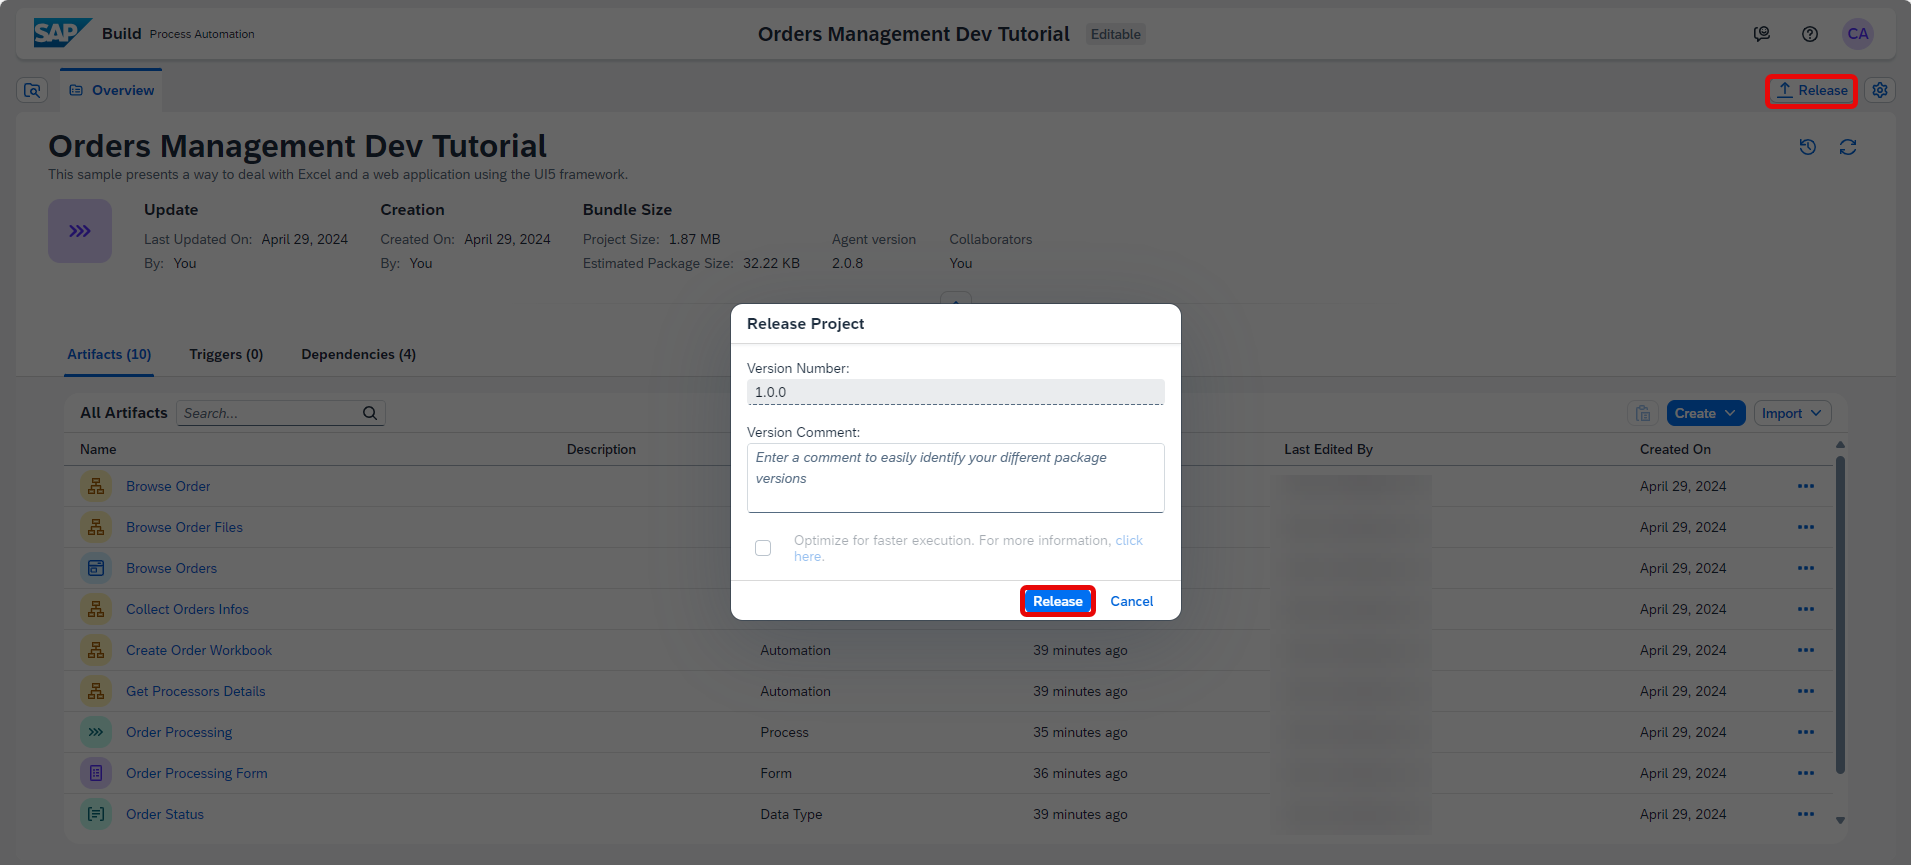 SAP Build Process Automation
Orders Management Dev Tutorial Editable
CA
Overview
Release
Orders Management Dev Tutorial
This sample presents a way to deal with Excel and a web application using the UI5 framework.
Update Creation Bundle Size
Last Updated On: April 29, 2024 Created On: April 29, 2024 Project Size: 1.87 MB Agent version Collaborators
By: You By: You Estimated Package Size: 32.22 KB 2.0.8 You
Release Project
Version Number:
1.0.0
Version Comment:
Enter a comment to easily identify your different package
versions
Optimize for faster execution. For more information, click
here.
Release Cancel
Artifacts (10) Triggers (0) Dependencies (4)
All Artifacts Search... Create Import
Name Description Last Edited By Created On
Browse Order April 29, 2024
Browse Order Files April 29, 2024
Browse Orders April 29, 2024
Collect Orders Infos April 29, 2024
Create Order Workbook Automation 39 minutes ago April 29, 2024
Get Processors Details Automation 39 minutes ago April 29, 2024
Order Processing Process 35 minutes ago April 29, 2024
Order Processing Form Form 36 minutes ago April 29, 2024
Order Status Data Type 39 minutes ago April 29, 2024